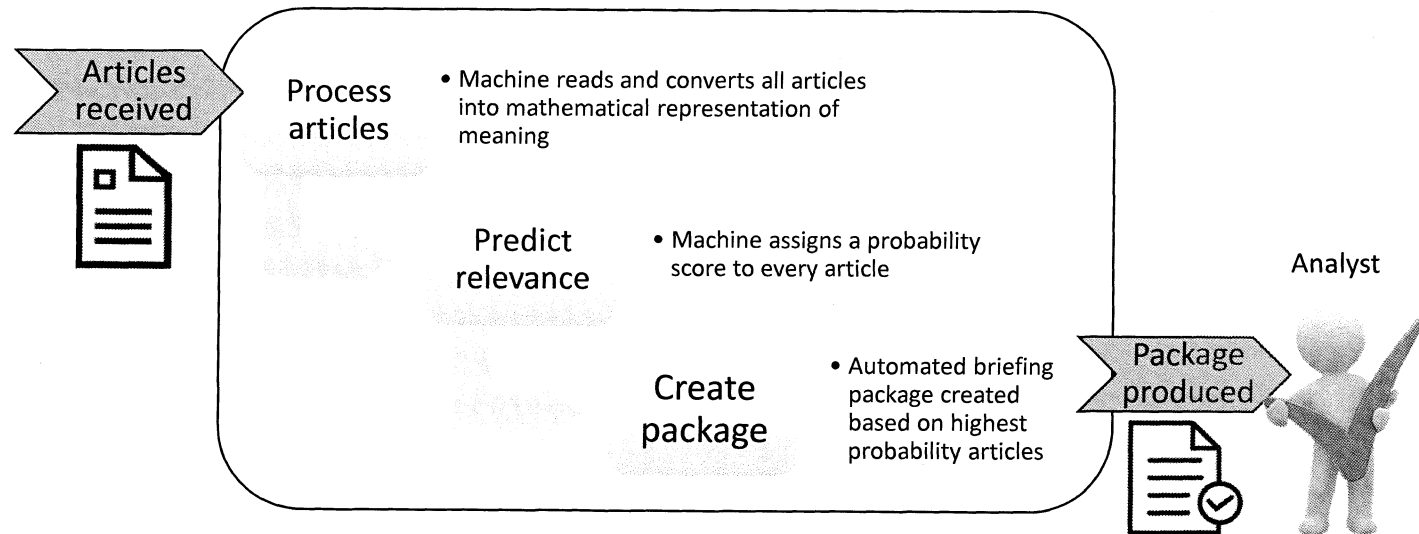 Articles
received
Process
articles
• Machine reads and converts all articles
into mathematical representation of
meaning
Predict
relevance
• Machine assigns a probability
score to every article
Analyst
Create
package
• Automated briefing
package created
based on highest
probability articles
Package
produced